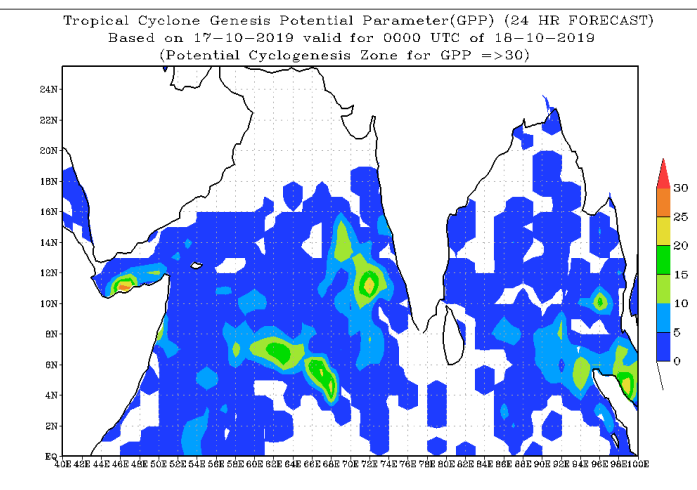 Tropical Cyclone Genesis Potential Parameter(GPP) (24 HR FORECAST)
Based on 17-10-2019 valid for 0000 UTC of 18-10-2019
(Potential Cyclogenesis Zone for GPP =>30)
24N
22N
20N
18N
16N
14N
12N
10N
8N
6N
4N
2N
EQ
40E 42E 44E 46E 48E 50E 52E 54E 56E 58E 60E 62E 64E 66E 68E 70E 72E 74E 76E 78E 80E 82E 84E 86E 88E 90E 92E 94E 96E 98E 100E
30
25
20
15
10
5
0